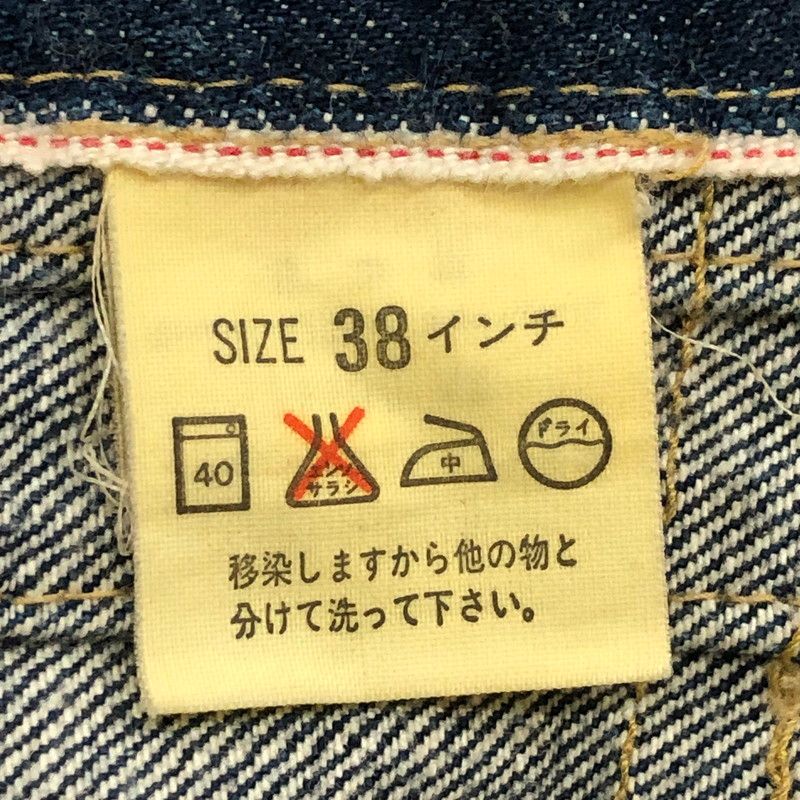 SIZE 38 インチ
40 エンソ サラシ 中 ドライ
移染しますから他の物と
分けて洗って下さい。